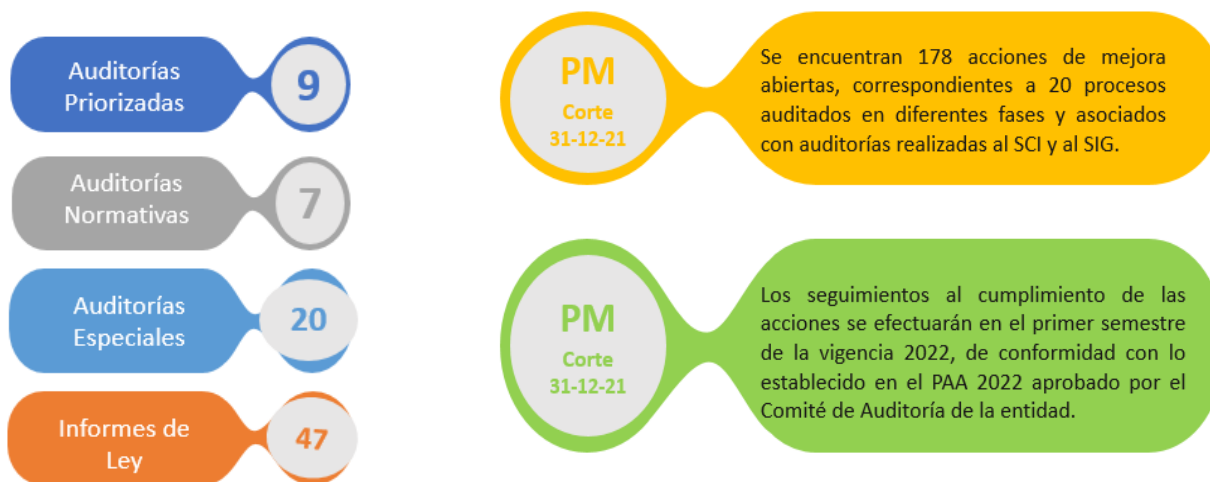 Auditorías
Priorizadas
9
Auditorías
Normativas
7
Auditorías
Especiales
20
Informes de
Ley
47
PM
Corte
31-12-21
Se encuentran 178 acciones de mejora
abiertas, correspondientes a 20 procesos
auditados en diferentes fases y asociados
con auditorías realizadas al SCI y al SIG.
PM
Corte
31-12-21
Los seguimientos al cumplimiento de las
acciones se efectuarán en el primer semestre
de la vigencia 2022, de conformidad con lo
establecido en el PAA 2022 aprobado por el
Comité de Auditoría de la entidad.